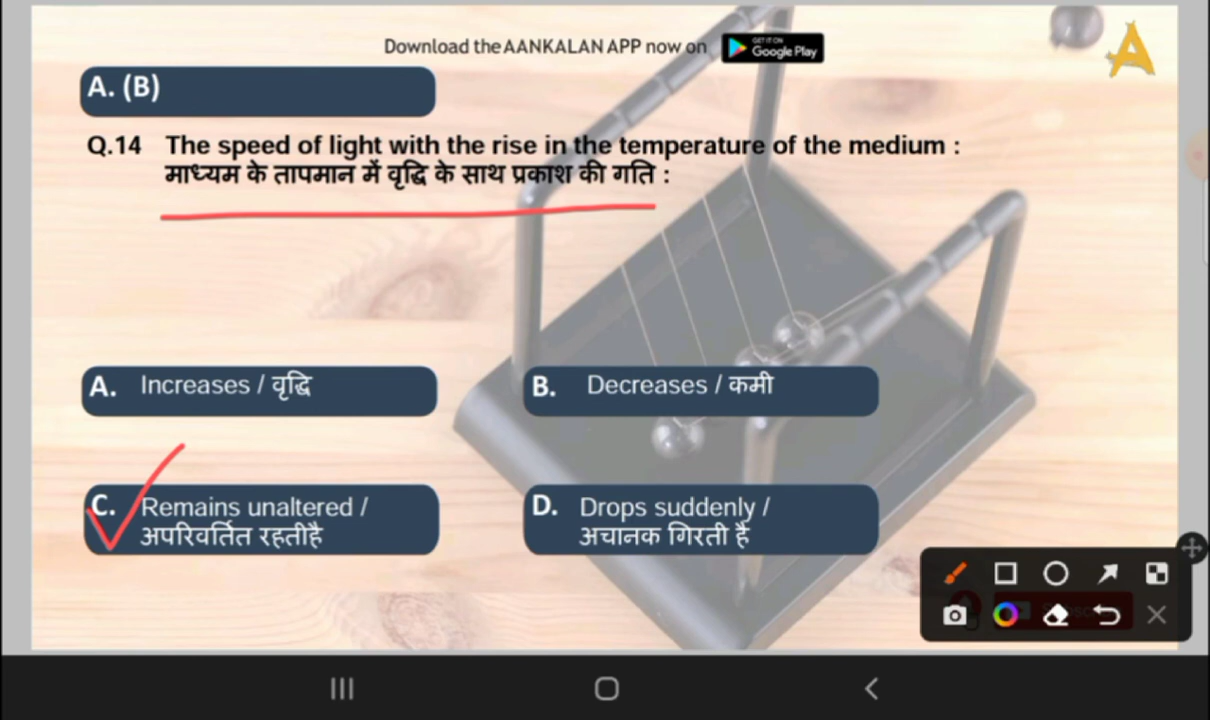 Download the AANKALAN APP now on
GET IT ON
Google Play
A
A. (B)
Q.14 The speed of light with the rise in the temperature of the medium :
माध्यम के तापमान में वृद्धि के साथ प्रकाश की गति :
A. Increases / वृद्धि
B. Decreases / कमी
C. Remains unaltered /
अपरिवर्तित रहतीहै
D. Drops suddenly /
अचानक गिरती है